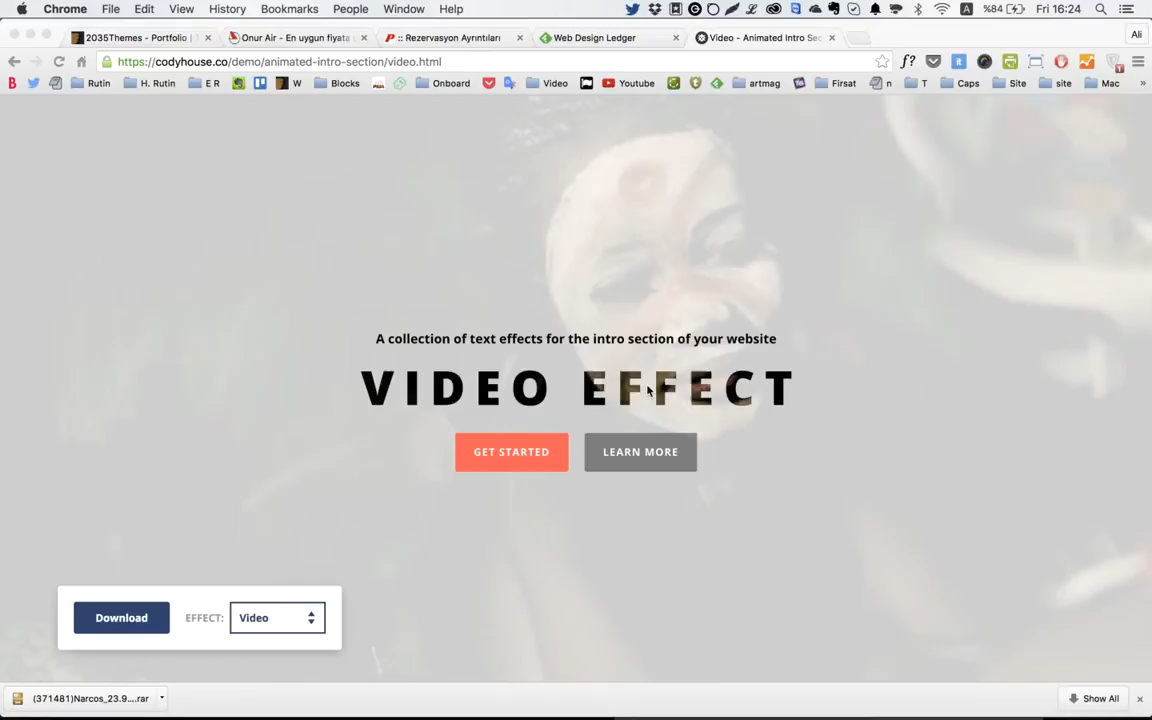 Chrome File Edit View History Bookmarks People Window Help %84 Fri 16:24
2035Themes - Portfolio | Onur Air - En uygun fiyata :: Rezervasyon Ayrıntıları Web Design Ledger Video - Animated Intro Sec Ali
https://codyhouse.co/demo/animated-intro-section/video.html f?
B Rutin H. Rutin E R W Blocks Onboard Video Youtube artmag Firsat n T Caps Site site Mac »
A collection of text effects for the intro section of your website
VIDEO EFFECT
GET STARTED LEARN MORE
Download EFFECT: Video
(371481)Narcos_23.9....rar Show All